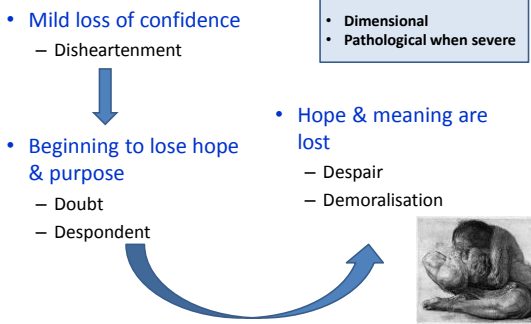 • Mild loss of confidence
– Disheartenment
• Beginning to lose hope
& purpose
– Doubt
– Despondent
• Dimensional
• Pathological when severe
• Hope & meaning are
lost
– Despair
– Demoralisation